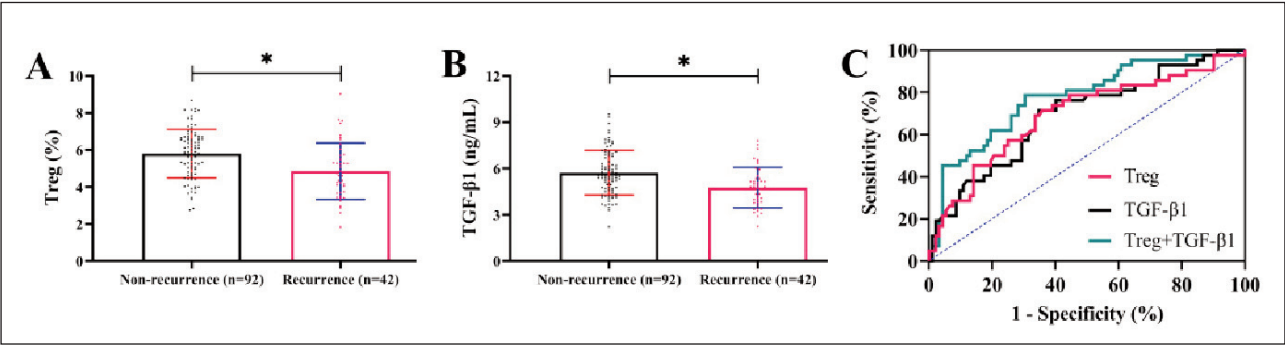 A
*
Treg (%)
10
8
6
4
2
0
Non-recurrence (n=92)
Recurrence (n=42)
B
*
TGF-β1 (ng/mL)
12
9
6
3
0
Non-recurrence (n=92)
Recurrence (n=42)
C
Sensitivity (%)
100
80
60
40
20
0
Treg
TGF-β1
Treg+TGF-β1
0 20 40 60 80 100
1 - Specificity (%)